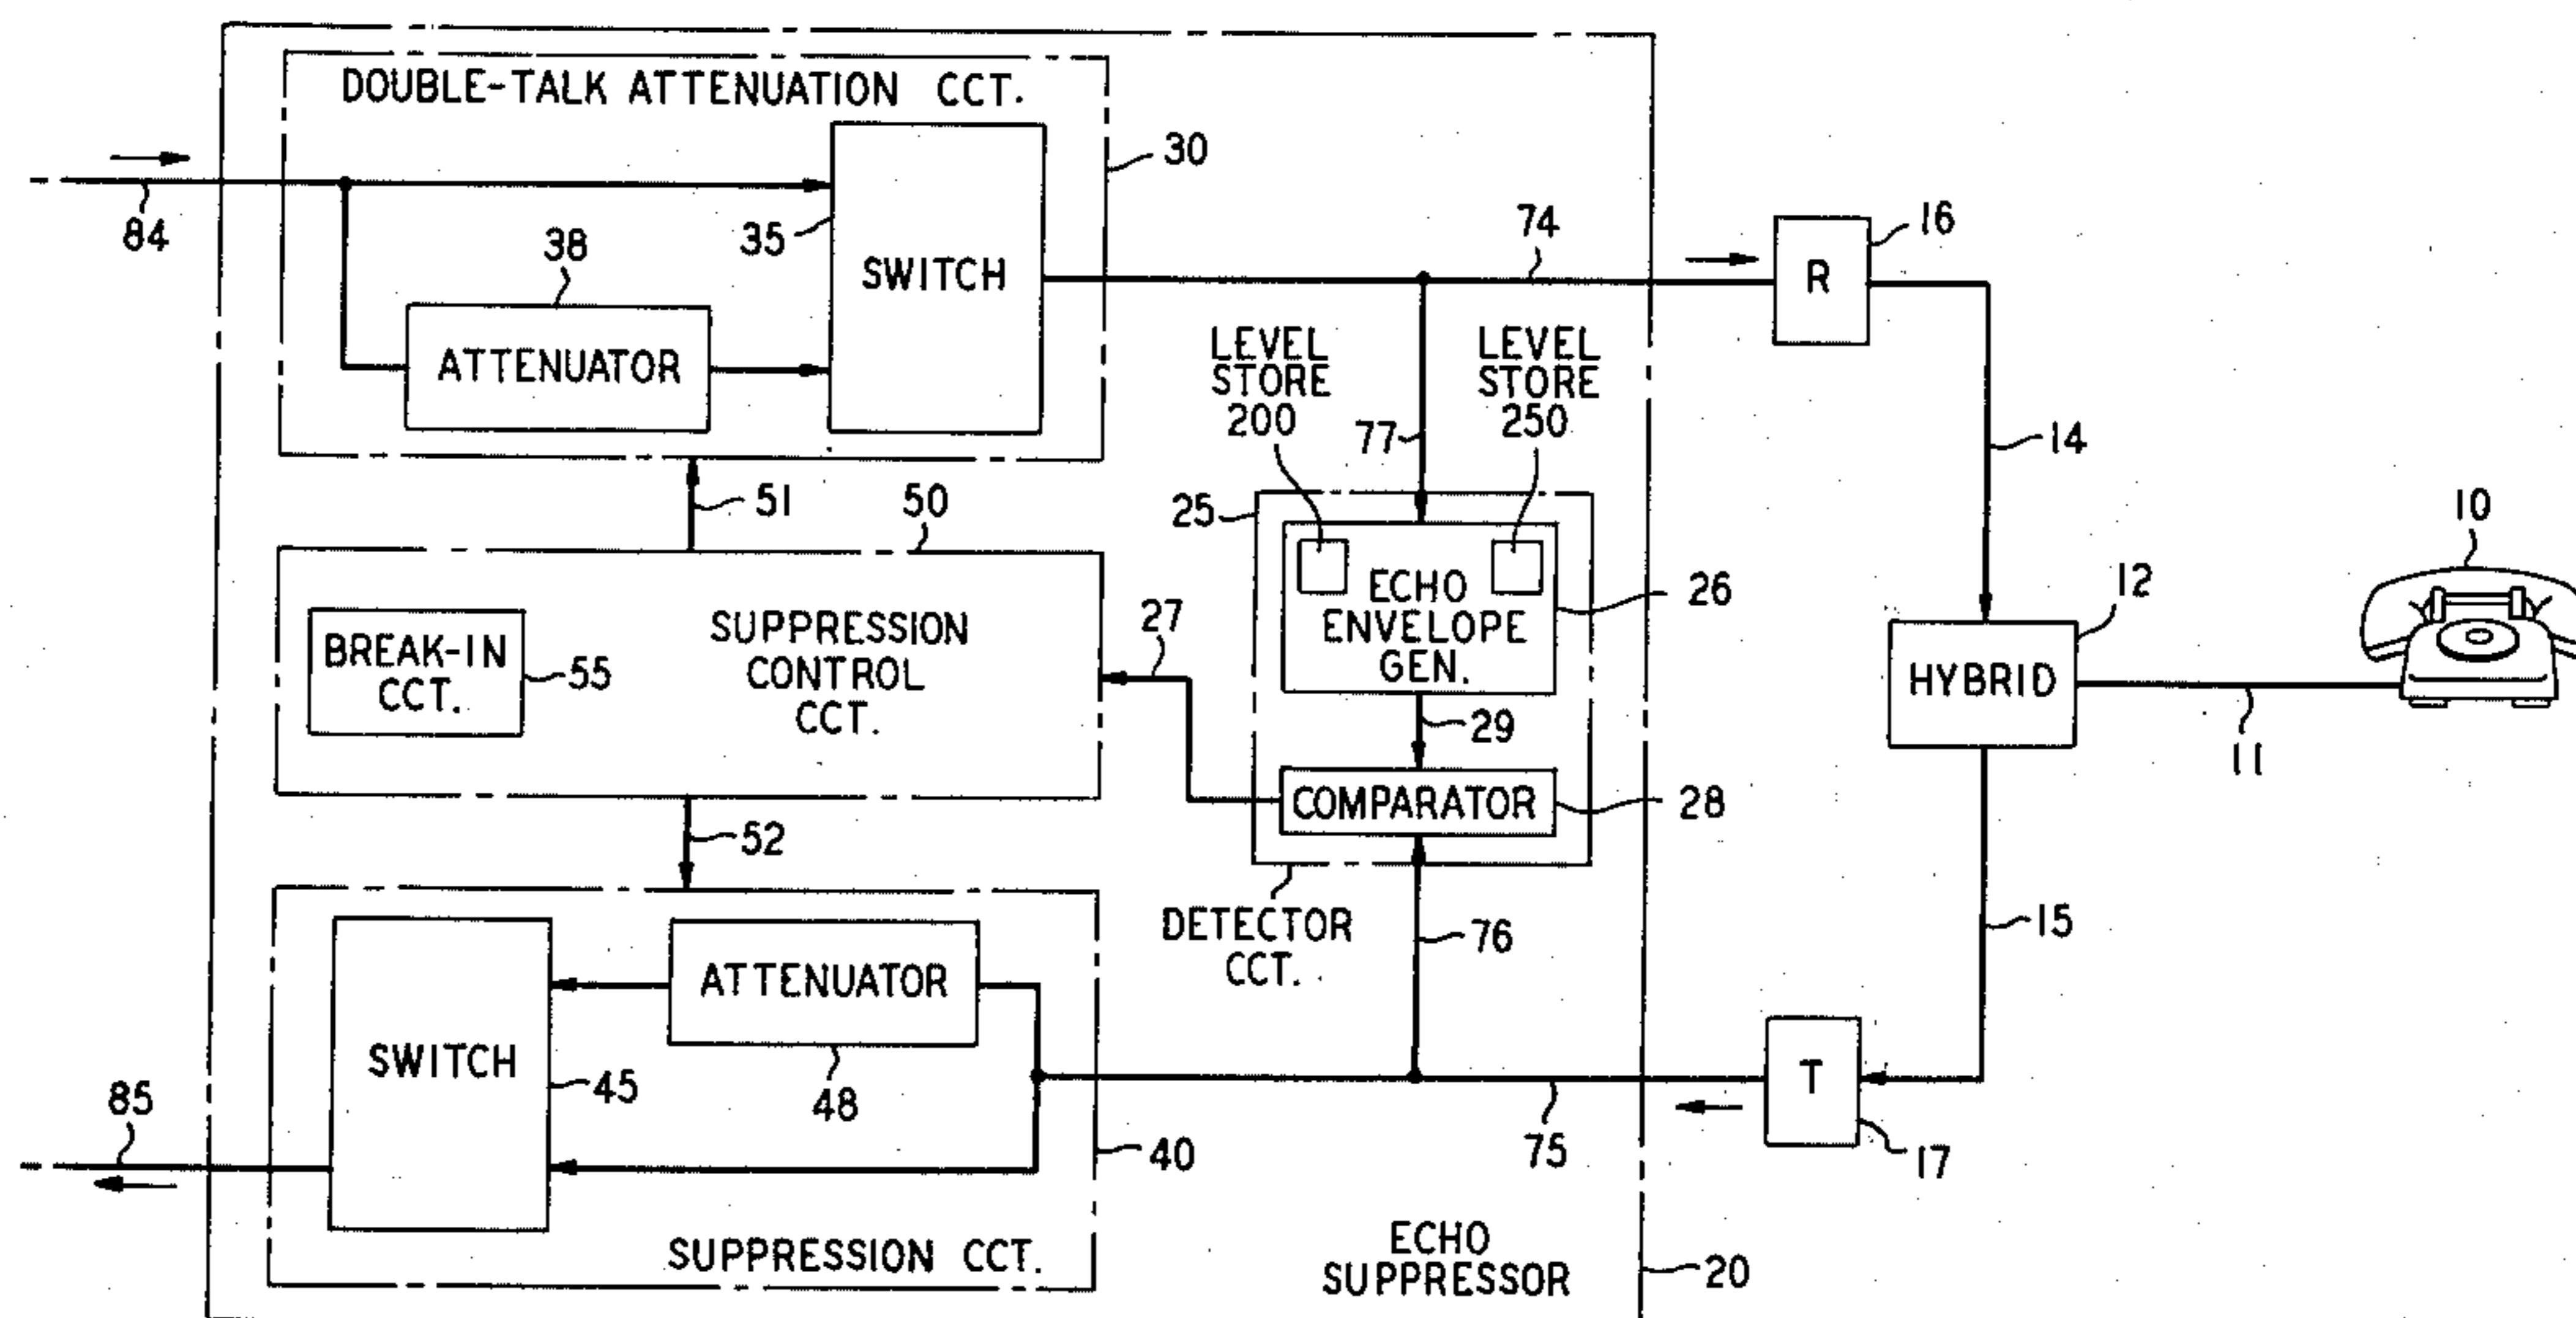 DOUBLE-TALK ATTENUATION CCT.
30
84
38
35
SWITCH
ATTENUATOR
74
16
R
LEVEL
STORE
200
LEVEL
STORE
250
77
14
51
50
25
10
BREAK-IN
CCT.
55
SUPPRESSION
CONTROL
CCT.
27
ECHO
ENVELOPE
GEN.
26
12
HYBRID
11
29
COMPARATOR
28
52
DETECTOR
CCT.
76
15
SWITCH
ATTENUATOR
45
48
85
40
75
T
17
SUPPRESSION CCT.
ECHO
SUPPRESSOR
20